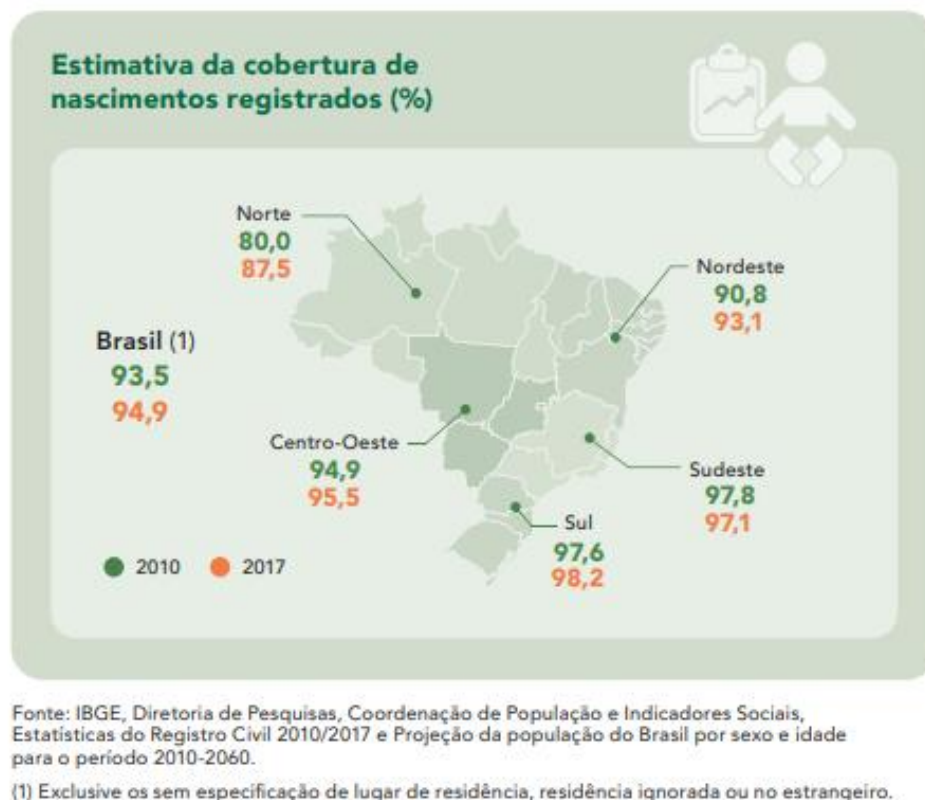 Estimativa da cobertura de
nascimentos registrados (%)
Norte
80,0
87,5
Nordeste
90,8
93,1
Brasil (1)
93,5
94,9
Centro-Oeste
94,9
95,5
Sudeste
97,8
97,1
Sul
97,6
98,2
2010 2017
Fonte: IBGE, Diretoria de Pesquisas, Coordenação de População e Indicadores Sociais,
Estatísticas do Registro Civil 2010/2017 e Projeção da população do Brasil por sexo e idade
para o período 2010-2060.
(1) Exclusive os sem especificação de lugar de residência, residência ignorada ou no estrangeiro.